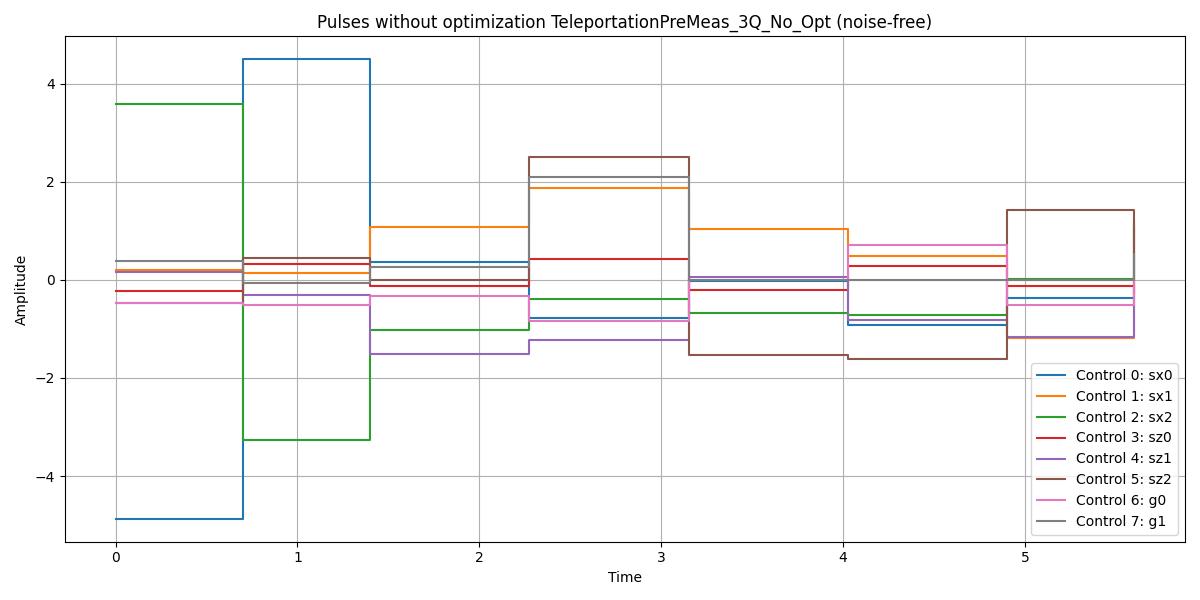 Pulses without optimization TeleportationPreMeas_3Q_No_Opt (noise-free)
Amplitude
4
2
0
−2
−4
0 1 2 3 4 5
Time
Control 0: sx0
Control 1: sx1
Control 2: sx2
Control 3: sz0
Control 4: sz1
Control 5: sz2
Control 6: g0
Control 7: g1